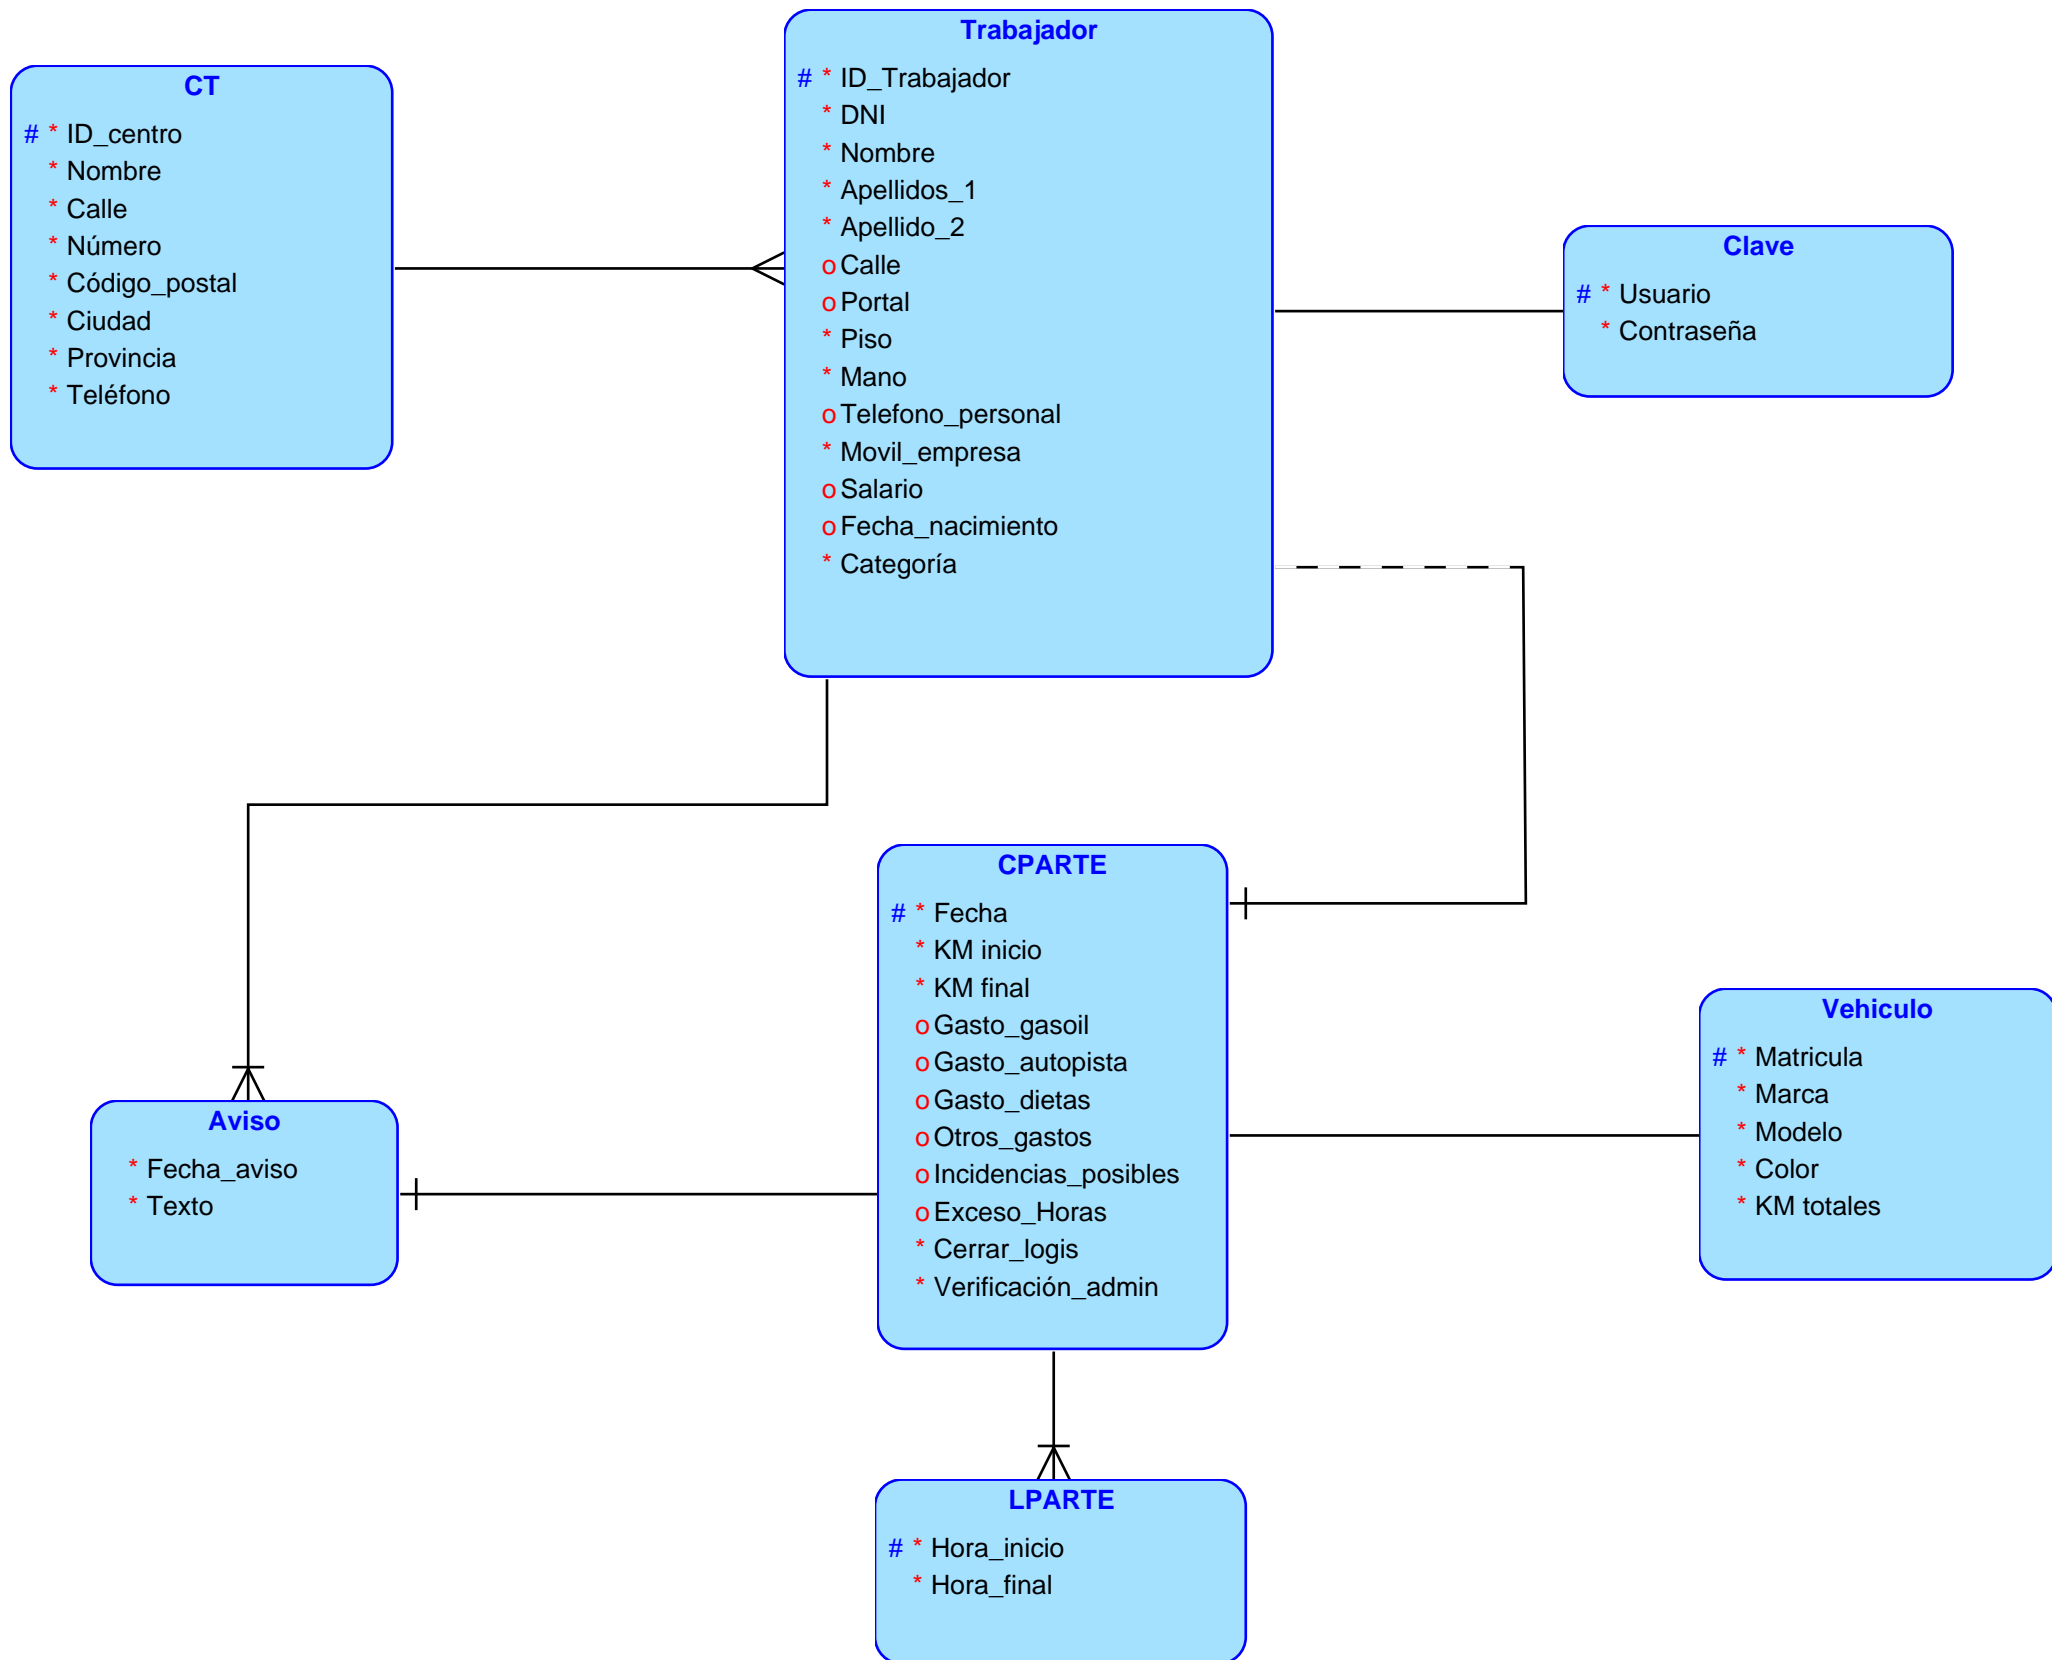 Trabajador
# * ID_Trabajador
* DNI
* Nombre
* Apellidos_1
* Apellido_2
o Calle
o Portal
* Piso
* Mano
o Telefono_personal
* Movil_empresa
o Salario
o Fecha_nacimiento
* Categoría
CT
# * ID_centro
* Nombre
* Calle
* Número
* Código_postal
* Ciudad
* Provincia
* Teléfono
Clave
# * Usuario
* Contraseña
CPARTE
# * Fecha
* KM inicio
* KM final
o Gasto_gasoil
o Gasto_autopista
o Gasto_dietas
o Otros_gastos
o Incidencias_posibles
o Exceso_Horas
* Cerrar_logis
* Verificación_admin
Vehiculo
# * Matricula
* Marca
* Modelo
* Color
* KM totales
Aviso
* Fecha_aviso
* Texto
LPARTE
# * Hora_inicio
* Hora_final